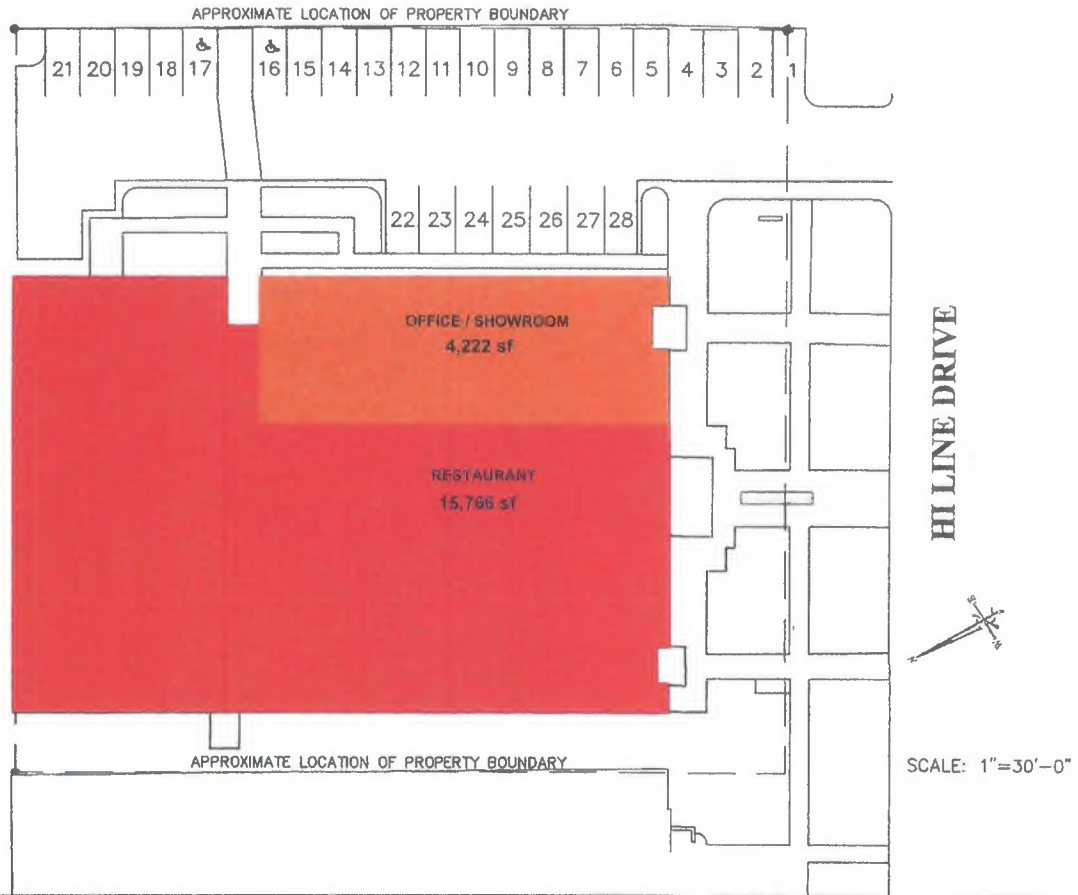 APPROXIMATE LOCATION OF PROPERTY BOUNDARY
21 20 19 18 17 16 15 14 13 12 11 10 9 8 7 6 5 4 3 2 1
22 23 24 25 26 27 28
OFFICE / SHOWROOM
4,222 sf
RESTAURANT
15,766 sf
HI LINE DRIVE
APPROXIMATE LOCATION OF PROPERTY BOUNDARY
SCALE: 1"=30'-0"